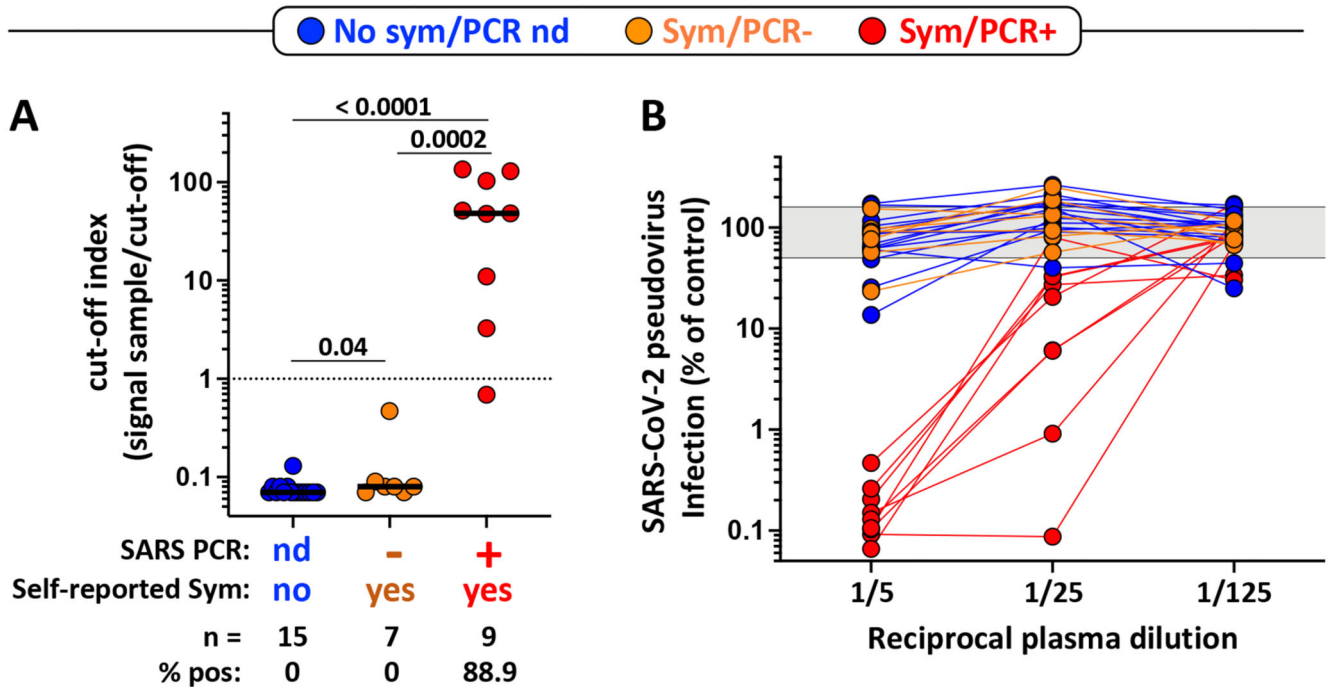 No sym/PCR nd Sym/PCR- Sym/PCR+
A
cut-off index
(signal sample/cut-off)
100
10
1
0.1
< 0.0001
0.0002
0.04
SARS PCR: nd - +
Self-reported Sym: no yes yes
n = 15 7 9
% pos: 0 0 88.9
B
SARS-CoV-2 pseudovirus
Infection (% of control)
100
10
1
0.1
1/5 1/25 1/125
Reciprocal plasma dilution